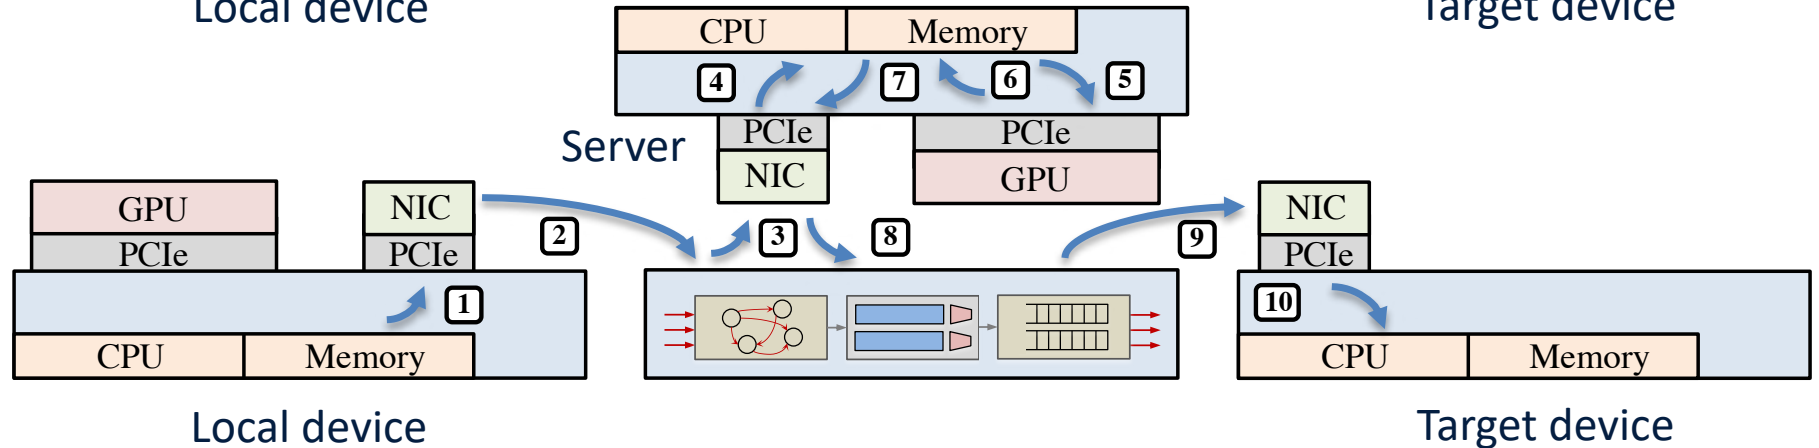 Local device
Target device
CPU
Memory
4
7
6
5
PCIe
PCIe
Server
NIC
GPU
GPU
NIC
NIC
2
3
8
9
PCIe
PCIe
PCIe
1
10
CPU
Memory
CPU
Memory
Local device
Target device